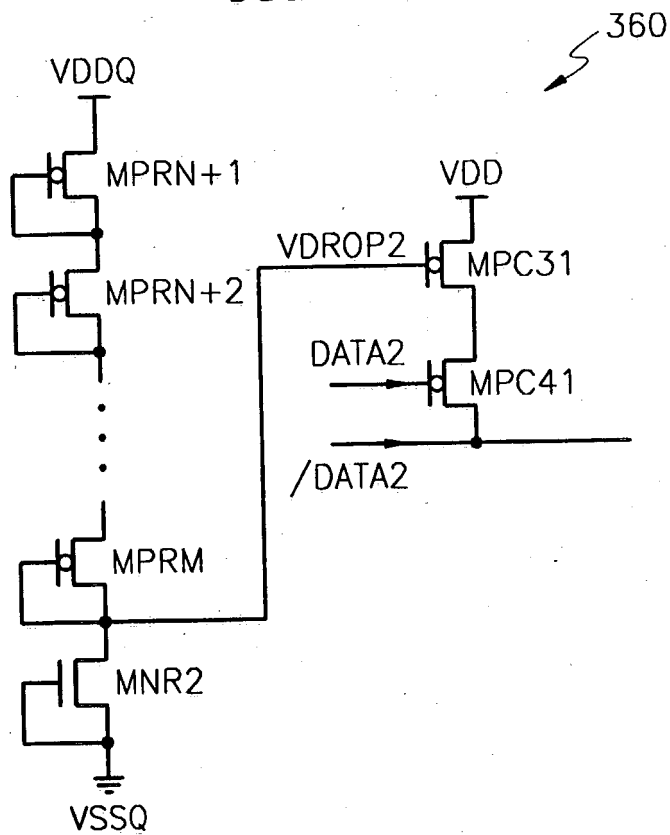 360
VDDQ
MPRN+1
VDD
VDROP2
MPC31
MPRN+2
DATA2
MPC41
/DATA2
MPRM
MNR2
VSSQ